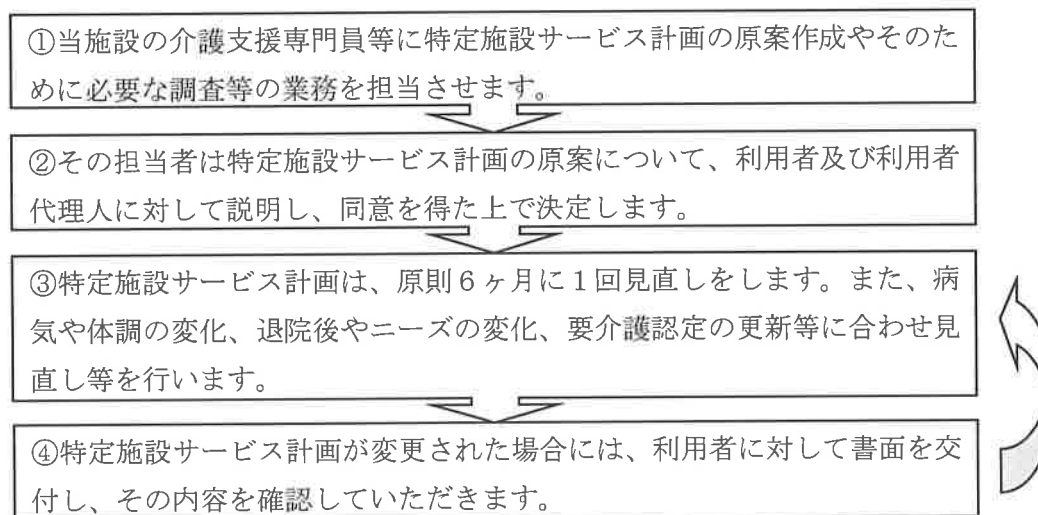 ①当施設の介護支援専門員等に特定施設サービス計画の原案作成やそのた
めに必要な調査等の業務を担当させます。
②その担当者は特定施設サービス計画の原案について、利用者及び利用者
代理人に対して説明し、同意を得た上で決定します。
③特定施設サービス計画は、原則6ヶ月に1回見直しをします。また、病
気や体調の変化、退院後やニーズの変化、要介護認定の更新等に合わせ見
直し等を行います。
④特定施設サービス計画が変更された場合には、利用者に対して書面を交
付し、その内容を確認していただきます。